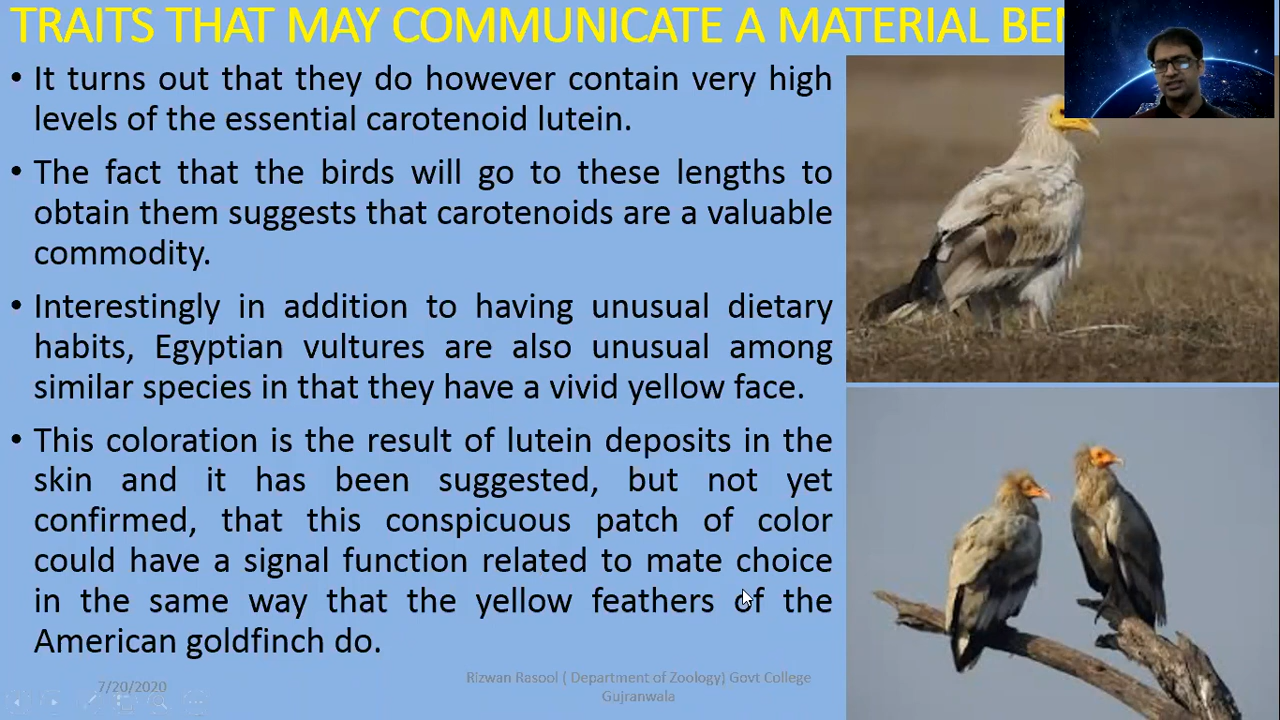 TRAITS THAT MAY COMMUNICATE A MATERIAL
• It turns out that they do however contain very high
levels of the essential carotenoid lutein.
• The fact that the birds will go to these lengths to
obtain them suggests that carotenoids are a valuable
commodity.
• Interestingly in addition to having unusual dietary
habits, Egyptian vultures are also unusual among
similar species in that they have a vivid yellow face.
• This coloration is the result of lutein deposits in the
skin and it has been suggested, but not yet
confirmed, that this conspicuous patch of color
could have a signal function related to mate choice
in the same way that the yellow feathers of the
American goldfinch do.
7/20/2020
Rizwan Rasool ( Department of Zoology) Govt College
Gujranwala